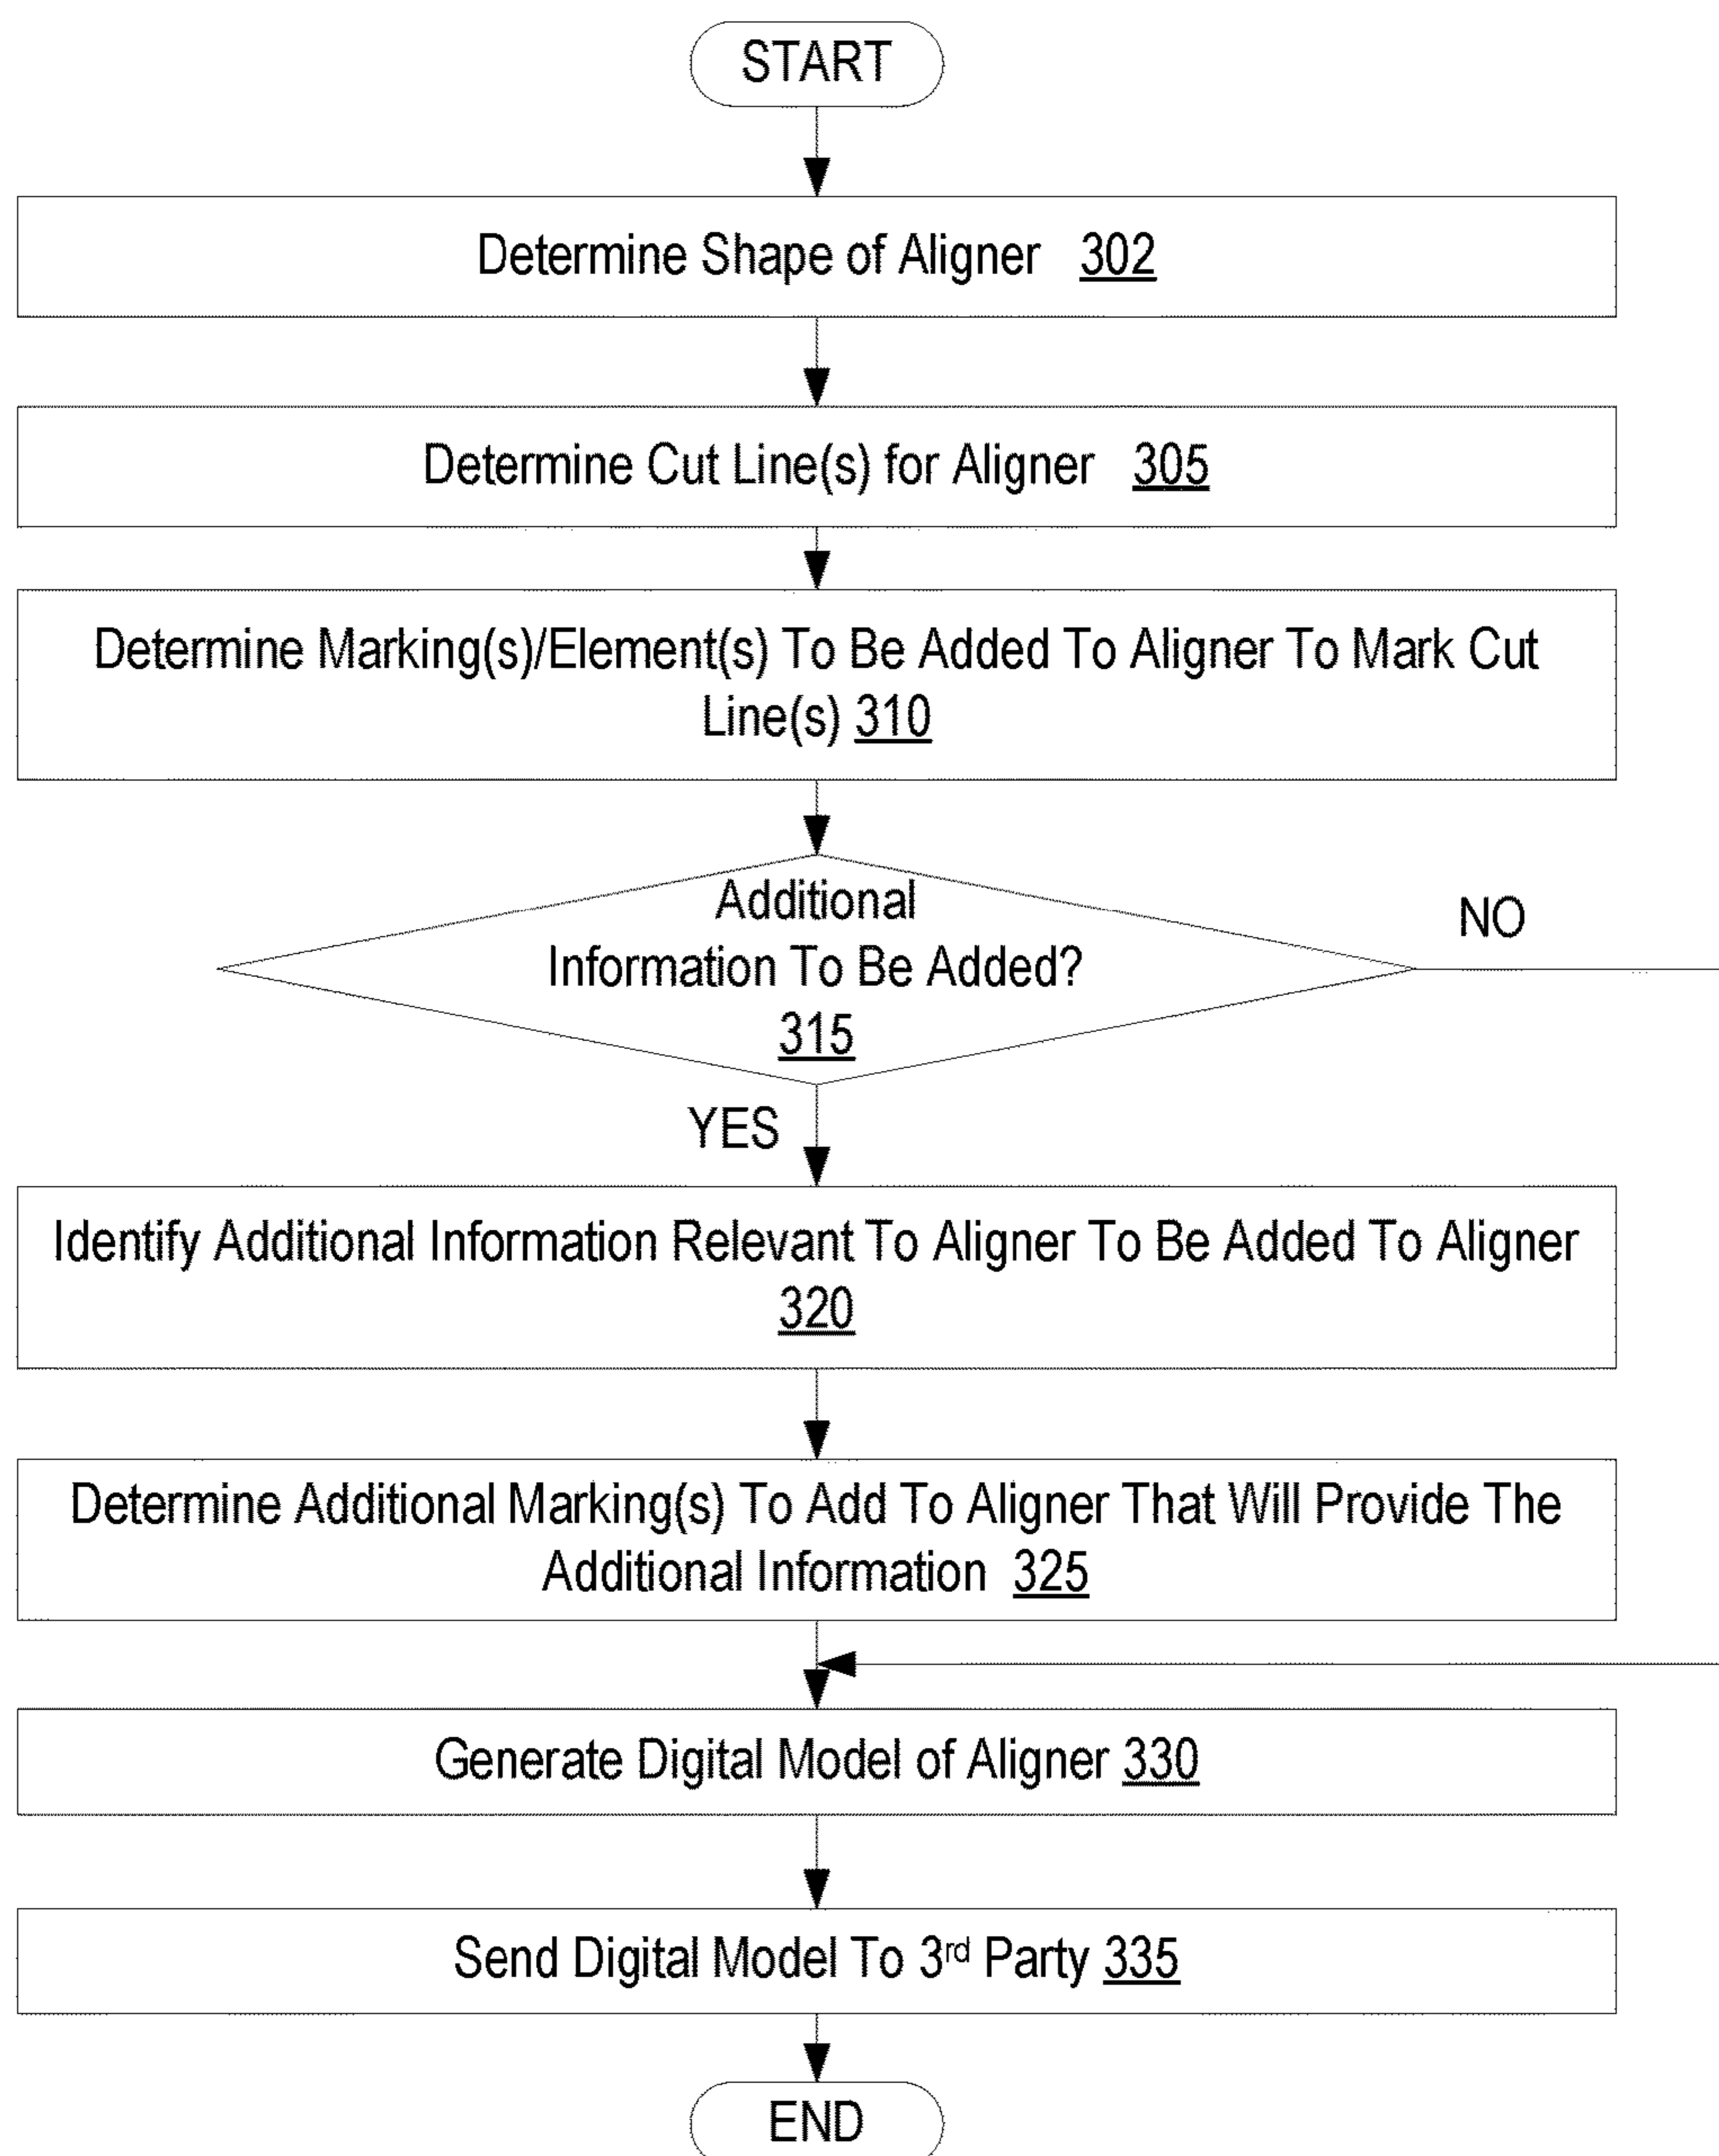 START
Determine Shape of Aligner 302
Determine Cut Line(s) for Aligner 305
Determine Marking(s)/Element(s) To Be Added To Aligner To Mark Cut
Line(s) 310
Additional
Information To Be Added?
315
NO
YES
Identify Additional Information Relevant To Aligner To Be Added To Aligner
320
Determine Additional Marking(s) To Add To Aligner That Will Provide The
Additional Information 325
Generate Digital Model of Aligner 330
Send Digital Model To 3rd Party 335
END